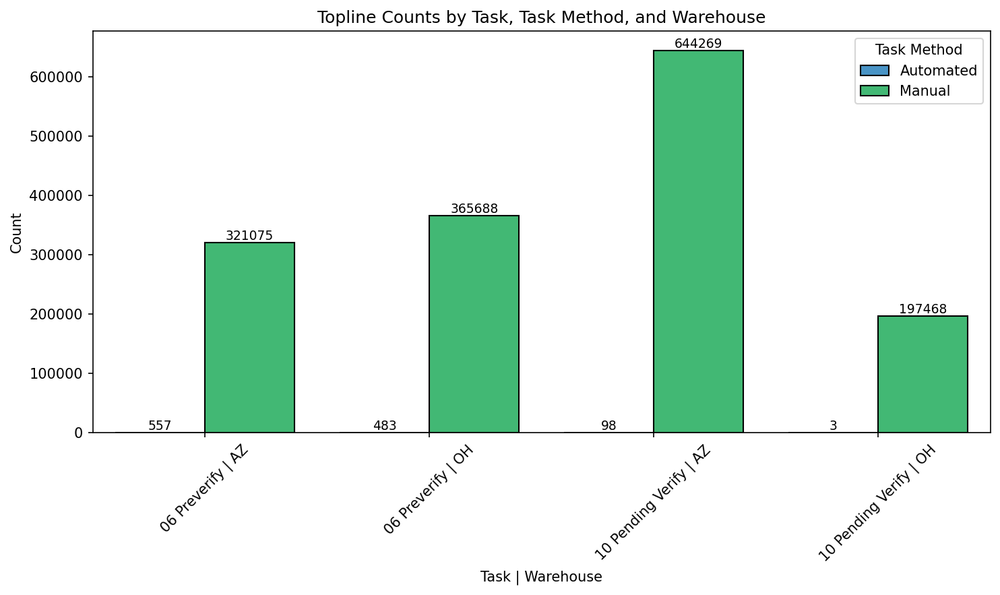 Topline Counts by Task, Task Method, and Warehouse
Task Method
Automated
Manual
Count
600000
500000
400000
300000
200000
100000
0
557
321075
483
365688
98
644269
3
197468
06 Preverify | AZ
06 Preverify | OH
10 Pending Verify | AZ
10 Pending Verify | OH
Task | Warehouse